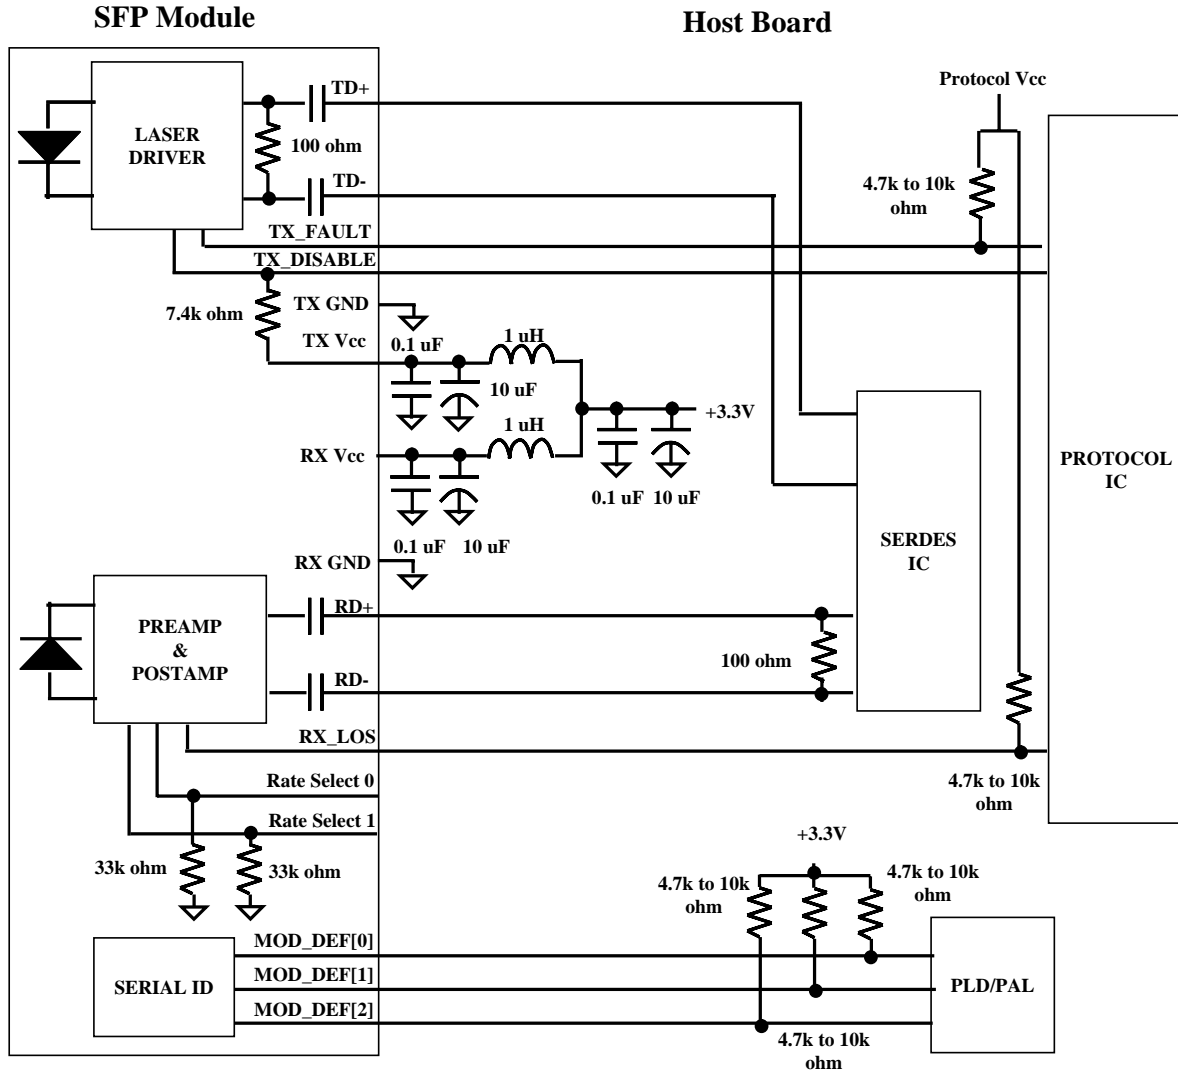 SFP Module
Host Board
TD+
Protocol Vcc
LASER
DRIVER
100 ohm
TD-
4.7k to 10k
ohm
TX_FAULT
TX_DISABLE
7.4k ohm
TX GND
TX Vcc
0.1 uF
1 uH
10 uF
+3.3V
1 uH
RX Vcc
0.1 uF
10 uF
PROTOCOL
IC
0.1 uF
10 uF
SERDES
IC
RX GND
RD+
PREAMP
&
POSTAMP
100 ohm
RD-
RX_LOS
Rate Select 0
4.7k to 10k
ohm
Rate Select 1
+3.3V
33k ohm
33k ohm
4.7k to 10k
ohm
4.7k to 10k
ohm
MOD_DEF[0]
SERIAL ID
MOD_DEF[1]
PLD/PAL
MOD_DEF[2]
4.7k to 10k
ohm